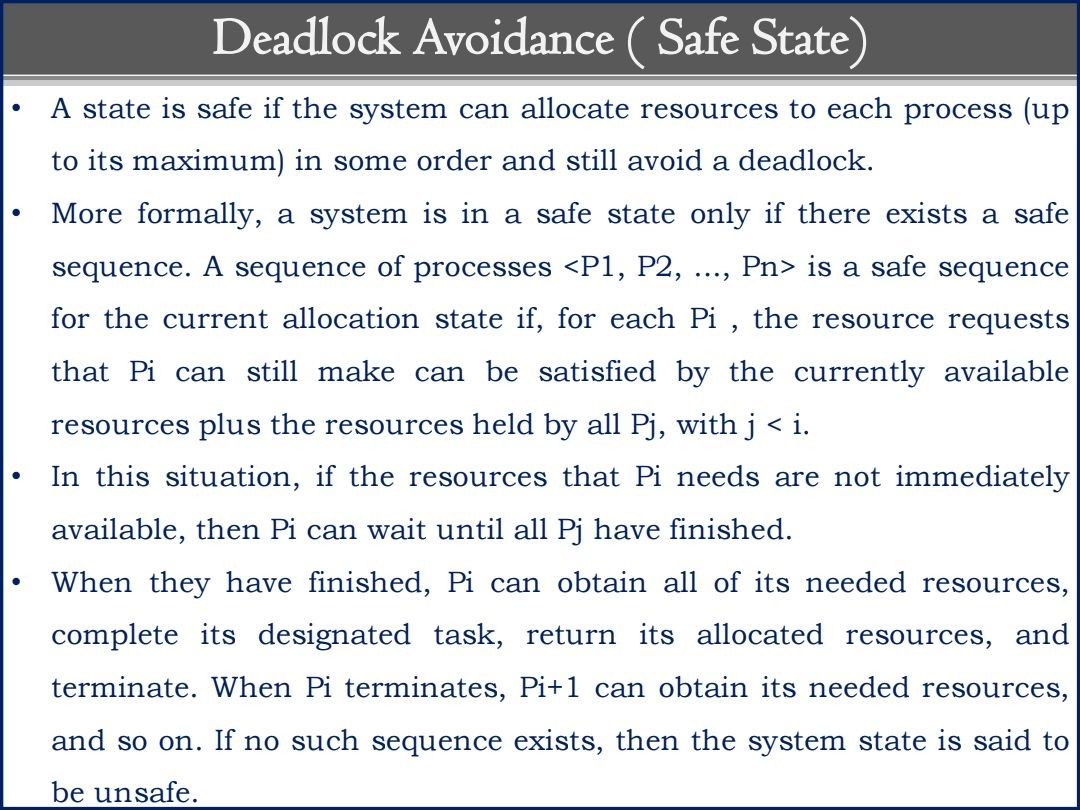 Deadlock Avoidance ( Safe State)
• A state is safe if the system can allocate resources to each process (up
to its maximum) in some order and still avoid a deadlock.
• More formally, a system is in a safe state only if there exists a safe
sequence. A sequence of processes <P1, P2, ..., Pn> is a safe sequence
for the current allocation state if, for each Pi , the resource requests
that Pi can still make can be satisfied by the currently available
resources plus the resources held by all Pj, with j < i.
• In this situation, if the resources that Pi needs are not immediately
available, then Pi can wait until all Pj have finished.
• When they have finished, Pi can obtain all of its needed resources,
complete its designated task, return its allocated resources, and
terminate. When Pi terminates, Pi+1 can obtain its needed resources,
and so on. If no such sequence exists, then the system state is said to
be unsafe.